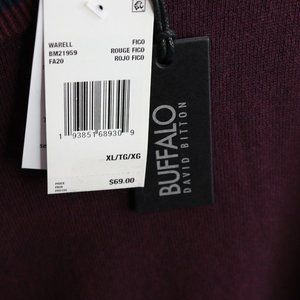 WARELL FIGO
BM21959 ROUGE FIGO
FA20 ROJO FIGO
1 93851 68930 9
XL/TG/XG
$69.00
BUFFALO
DAVID BITTON